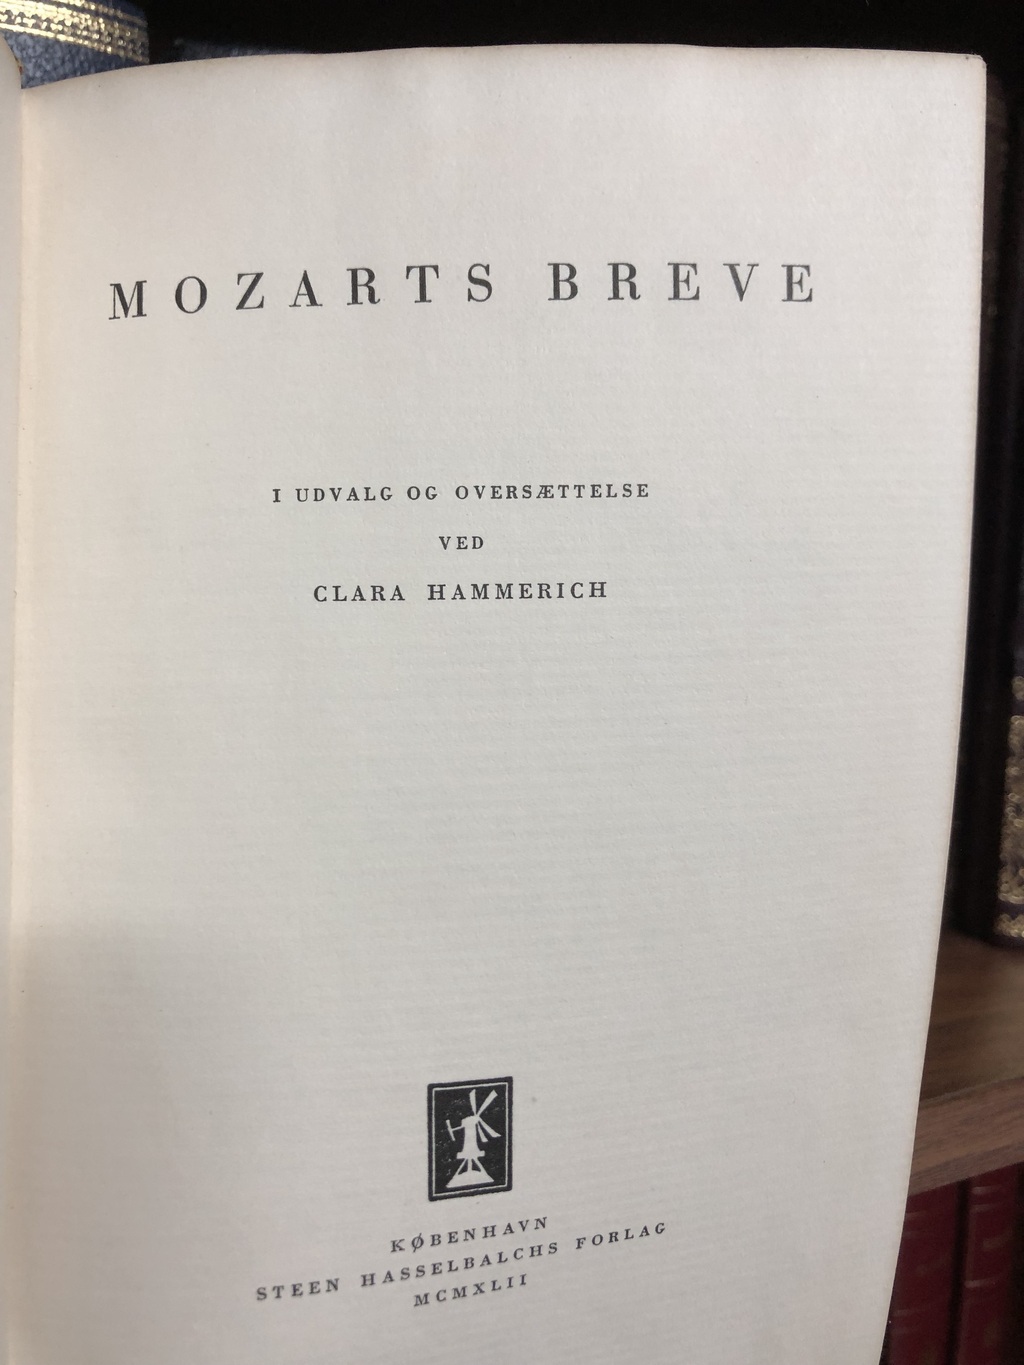 MOZARTS BREVE
I UDVALG OG OVERSÆTTELSE
VED
CLARA HAMMERICH
KØBENHAVN
STEEN HASSELBALCHS FORLAG
MCMXLII